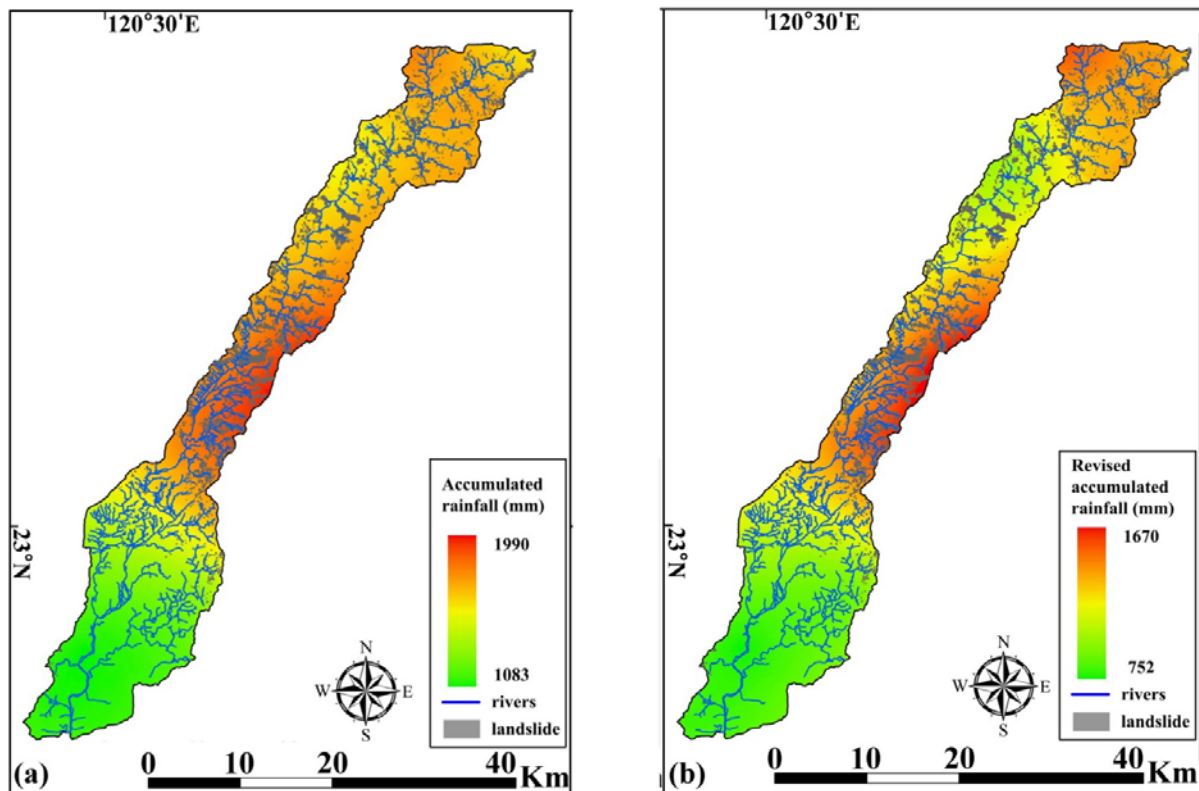 120°30'E
23°N
Accumulated
rainfall (mm)
1990
1083
rivers
landslide
N
W E
S
(a)
0 10 20 40 Km
120°30'E
23°N
Revised
accumulated
rainfall (mm)
1670
752
rivers
landslide
N
W E
S
(b)
0 10 20 40 Km